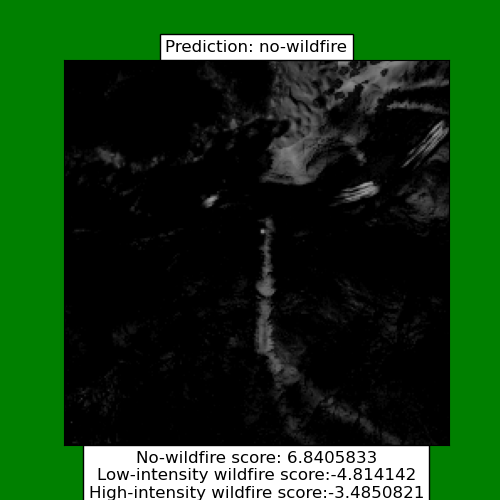 Prediction: no-wildfire
No-wildfire score: 6.8405833
Low-intensity wildfire score:-4.814142
High-intensity wildfire score:-3.4850821